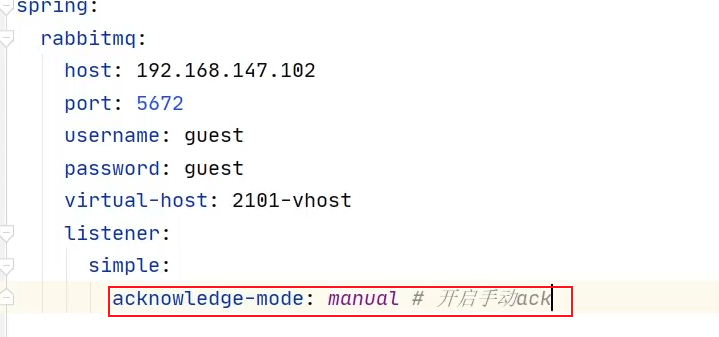 spring:
rabbitmq:
host: 192.168.147.102
port: 5672
username: guest
password: guest
virtual-host: 2101-vhost
listener:
simple:
acknowledge-mode: manual # 开启手动ack